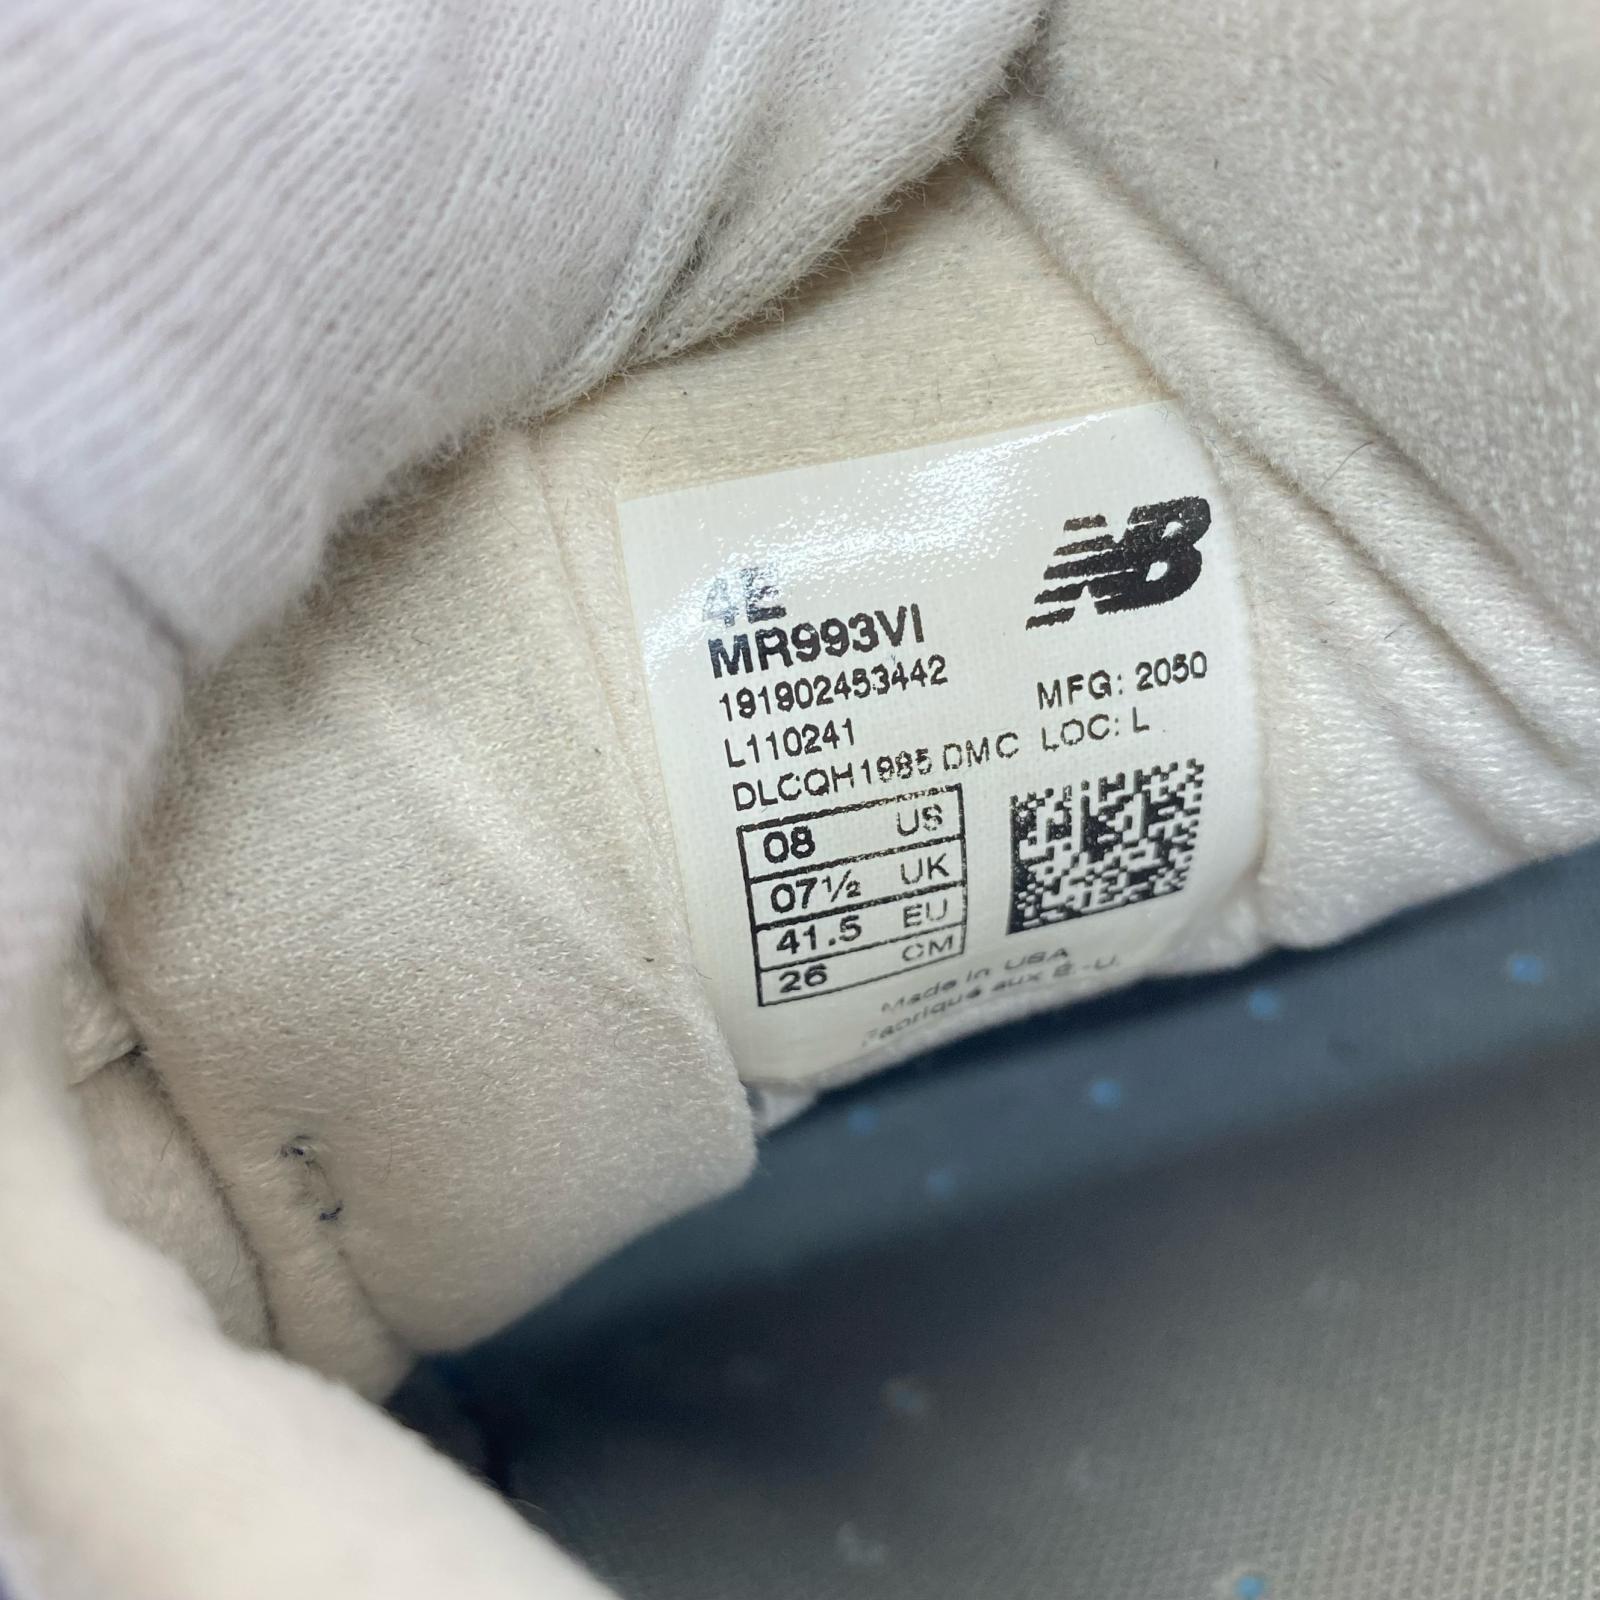 NB
4E
MR993VI
191902453442
MFG: 2050
L110241
LOC: L
DLCQH1985 DMC
08 US
07½ UK
41.5 EU
26 CM
Made in USA
Fabriqué aux É.-U.